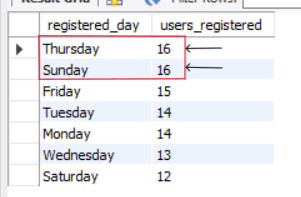 Result Grid Filter Rows:
registered_day users_registered
Thursday 16
Sunday 16
Friday 15
Tuesday 14
Monday 14
Wednesday 13
Saturday 12